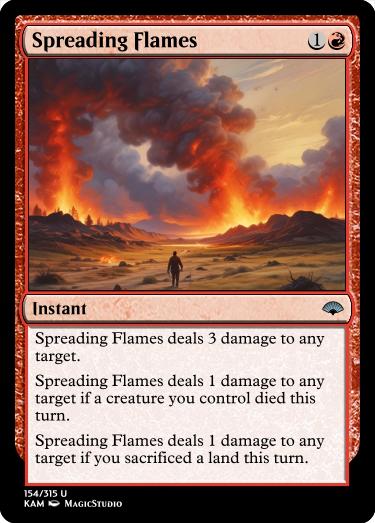 Spreading Flames 1
Instant
Spreading Flames deals 3 damage to any
target.
Spreading Flames deals 1 damage to any
target if a creature you control died this
turn.
Spreading Flames deals 1 damage to any
target if you sacrificed a land this turn.
154/315 U
KAM MagicStudio